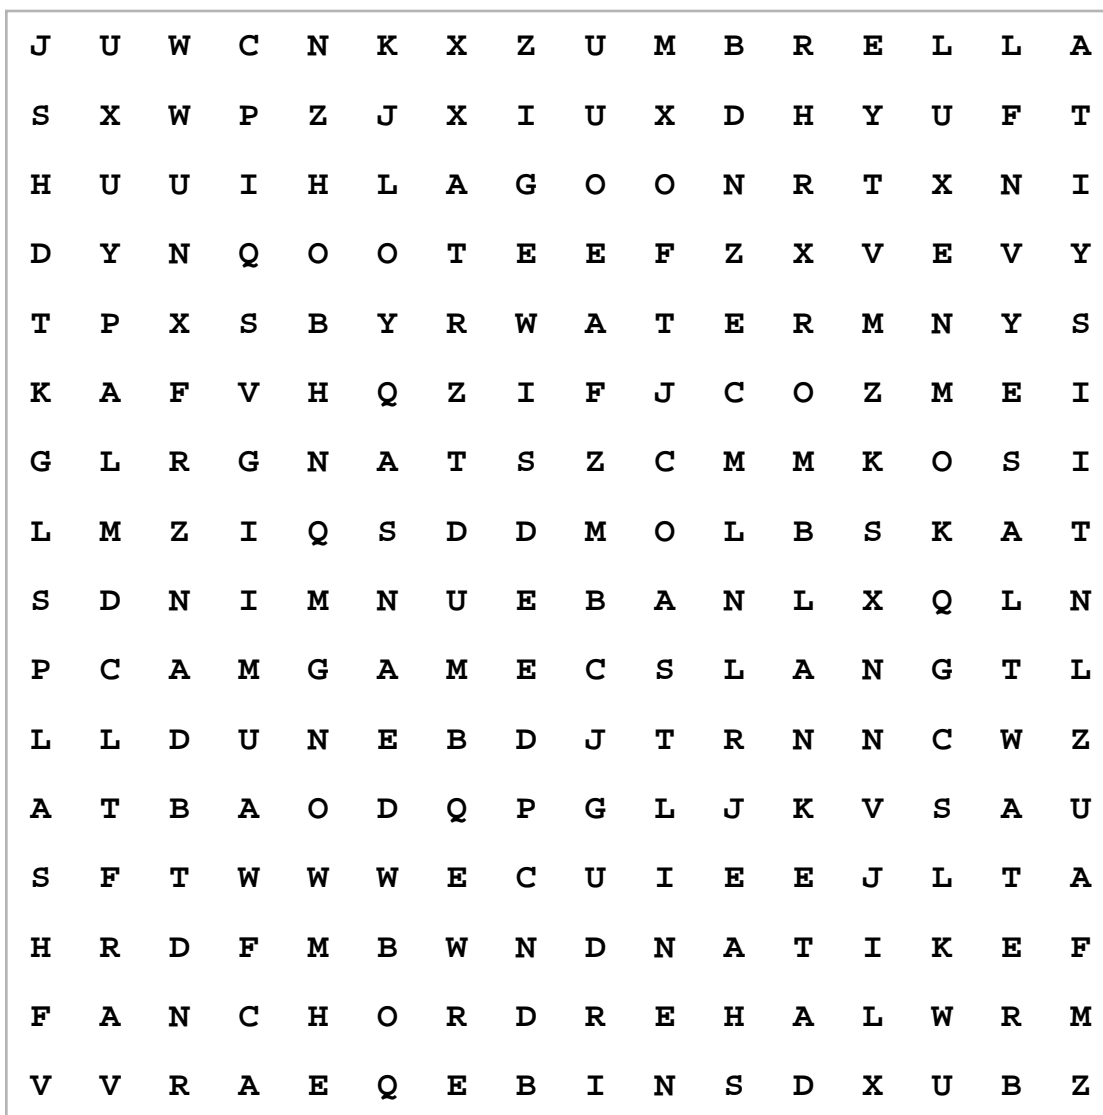 J U W C N K X Z U M B R E L L A
S X W P Z J X I U X D H Y U F T
H U U I H L A G O O N R T X N I
D Y N Q O O T E E F Z X V E V Y
T P X S B Y R W A T E R M N Y S
K A F V H Q Z I F J C O Z M E I
G L R G N A T S Z C M M K O S I
L M Z I Q S D D M O L B S K A T
S D N I M N U E B A N L X Q L N
P C A M G A M E C S L A N G T L
L L D U N E B D J T R N N C W Z
A T B A O D Q P G L J K V S A U
S F T W W W E C U I E E J L T A
H R D F M B W N D N A T I K E F
F A N C H O R D R E H A L W R M
V V R A E Q E B I N S D X U B Z